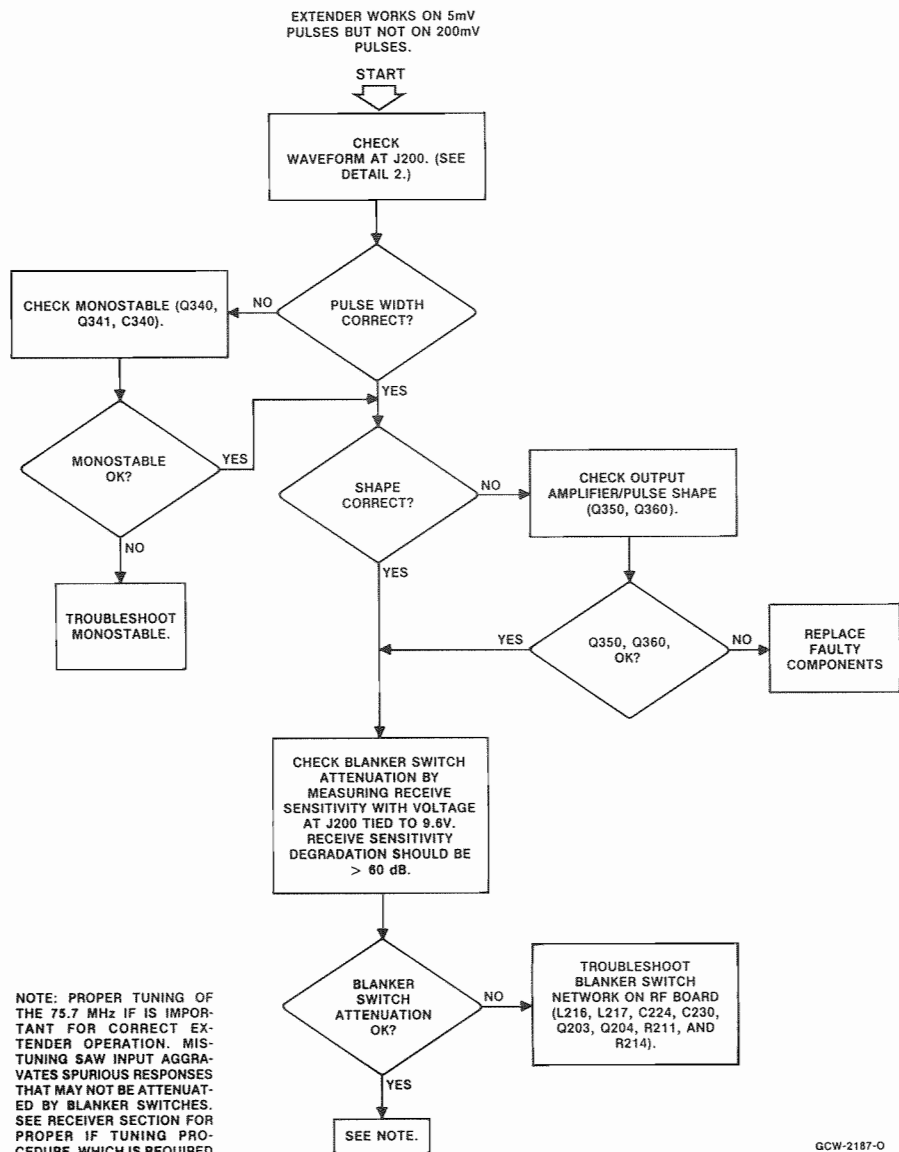 EXTENDER WORKS ON 5mV
PULSES BUT NOT ON 200mV
PULSES.
START
CHECK
WAVEFORM AT J200. (SEE
DETAIL 2.)
PULSE WIDTH
CORRECT?
NO
CHECK MONOSTABLE (Q340,
Q341, C340).
YES
MONOSTABLE
OK?
YES
NO
TROUBLESHOOT
MONOSTABLE.
SHAPE
CORRECT?
NO
CHECK OUTPUT
AMPLIFIER/PULSE SHAPE
(Q350, Q360).
YES
Q350, Q360,
OK?
YES
NO
REPLACE
FAULTY
COMPONENTS
CHECK BLANKER SWITCH
ATTENUATION BY
MEASURING RECEIVE
SENSITIVITY WITH VOLTAGE
AT J200 TIED TO 9.6V.
RECEIVE SENSITIVITY
DEGRADATION SHOULD BE
> 60 dB.
BLANKER
SWITCH
ATTENUATION
OK?
NO
TROUBLESHOOT
BLANKER SWITCH
NETWORK ON RF BOARD
(L216, L217, C224, C230,
Q203, Q204, R211, AND
R214).
YES
SEE NOTE.
NOTE: PROPER TUNING OF
THE 75.7 MHz IF IS IMPOR-
TANT FOR CORRECT EX-
TENDER OPERATION. MIS-
TUNING SAW INPUT AGGRA-
VATES SPURIOUS RESPONSES
THAT MAY NOT BE ATTENUAT-
ED BY BLANKER SWITCHES.
SEE RECEIVER SECTION FOR
PROPER IF TUNING PRO-
CEDURE, WHICH IS REQUIRED
GCW-2187-O